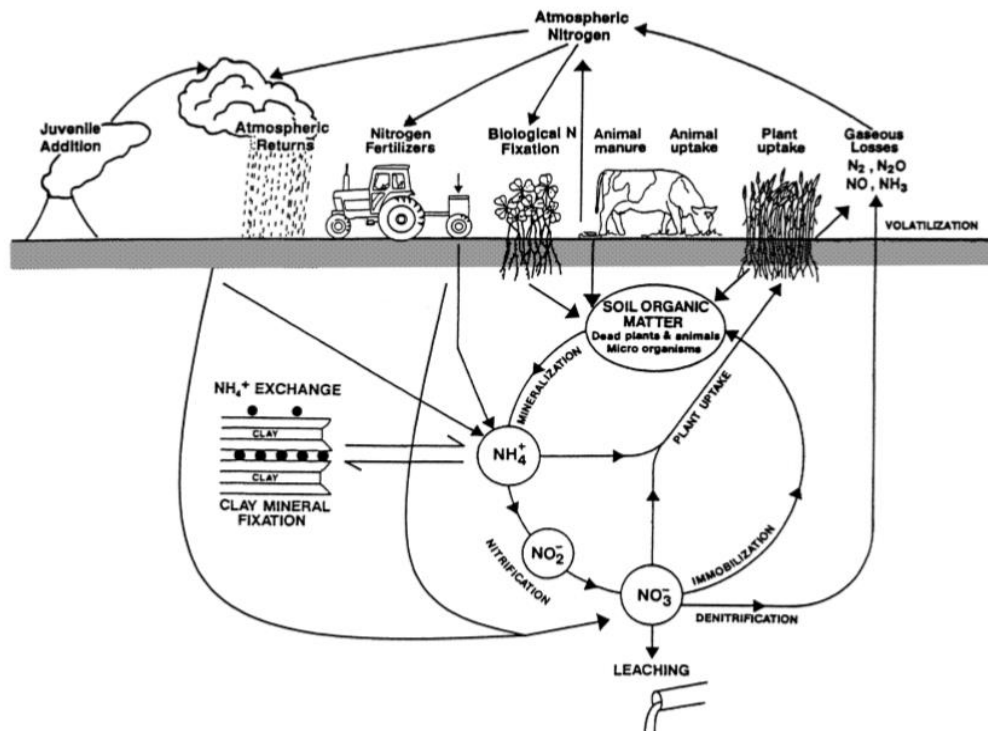 Atmospheric
Nitrogen
Juvenile
Addition
Atmospheric
Returns
Nitrogen
Fertilizers
Biological N
Fixation
Animal
manure
Animal
uptake
Plant
uptake
Gaseous
Losses
N₂ , N₂O
NO , NH₃
VOLATILIZATION
SOIL ORGANIC
MATTER
Dead plants & animals
Micro organisms
MINERALIZATION
PLANT UPTAKE
NH₄⁺ EXCHANGE
CLAY
CLAY
CLAY MINERAL
FIXATION
NH₄⁺
NO₂⁻
NITRIFICATION
NO₃⁻
IMMOBILIZATION
DENITRIFICATION
LEACHING